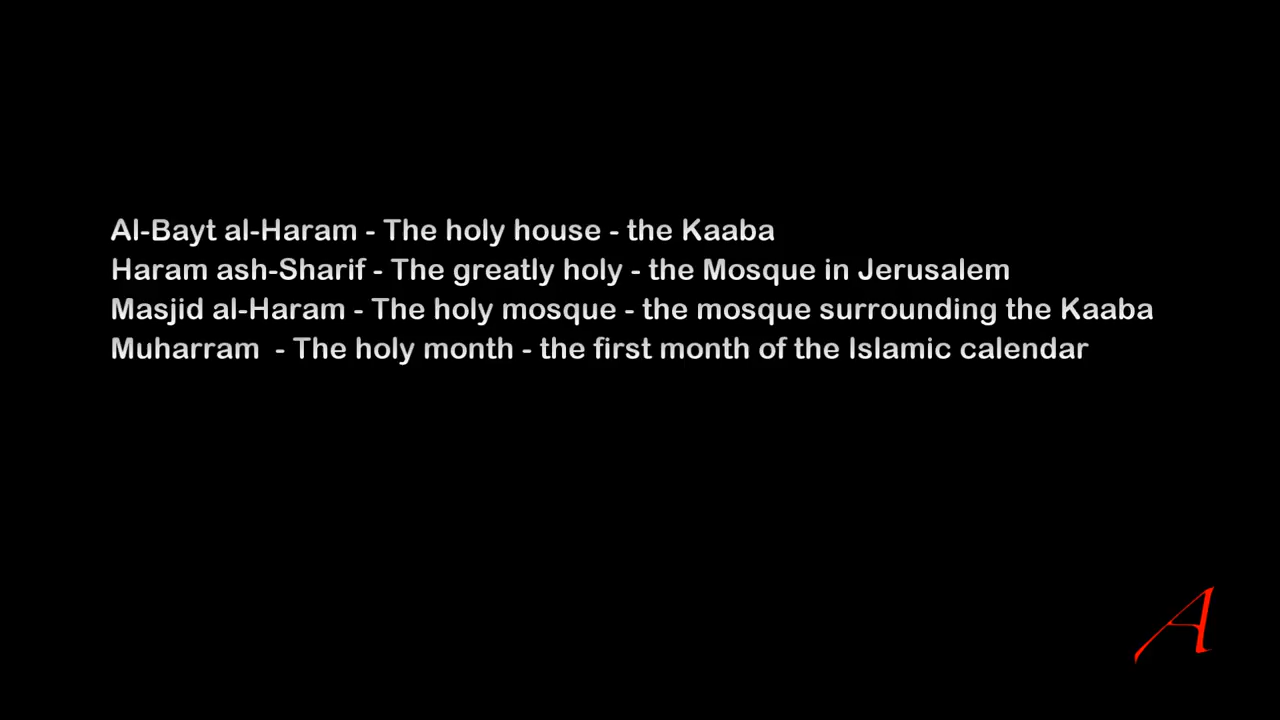 Al-Bayt al-Haram - The holy house - the Kaaba
Haram ash-Sharif - The greatly holy - the Mosque in Jerusalem
Masjid al-Haram - The holy mosque - the mosque surrounding the Kaaba
Muharram  - The holy month - the first month of the Islamic calendar
A